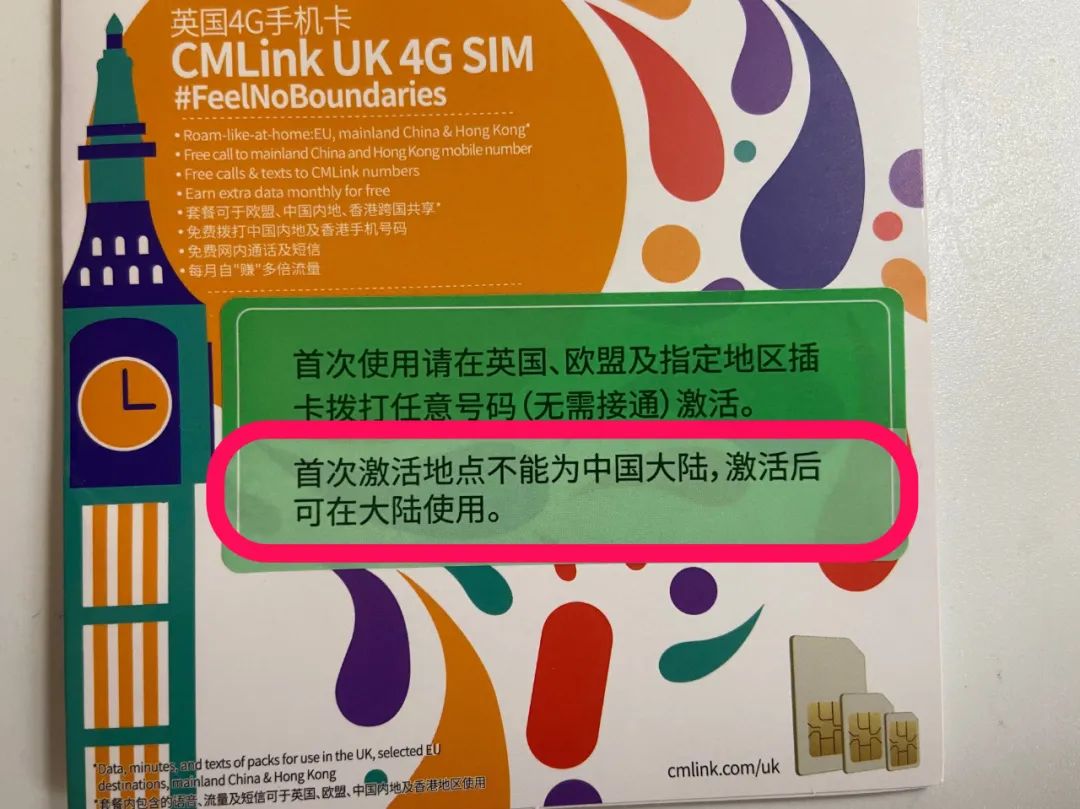 英国4G手机卡
CMLink UK 4G SIM
#FeelNoBoundaries
• Roam-like-at-home:EU, mainland China & Hong Kong*
• Free call to mainland China and Hong Kong mobile number
• Free calls & texts to CMLink numbers
• Earn extra data monthly for free
• 套餐可于欧盟、中国内地、香港跨国共享*
• 免费拨打中国内地及香港手机号码
• 免费网内通话及短信
• 每月自"赚"多倍流量
首次使用请在英国、欧盟及指定地区插
卡拨打任意号码（无需接通）激活。
首次激活地点不能为中国大陆，激活后
可在大陆使用。
*Data, minutes, and texts of packs for use in the UK, selected EU
destinations, mainland China & Hong Kong
*套餐内包含的语音、流量及短信可于英国、欧盟、中国内地及香港地区使用
cmlink.com/uk